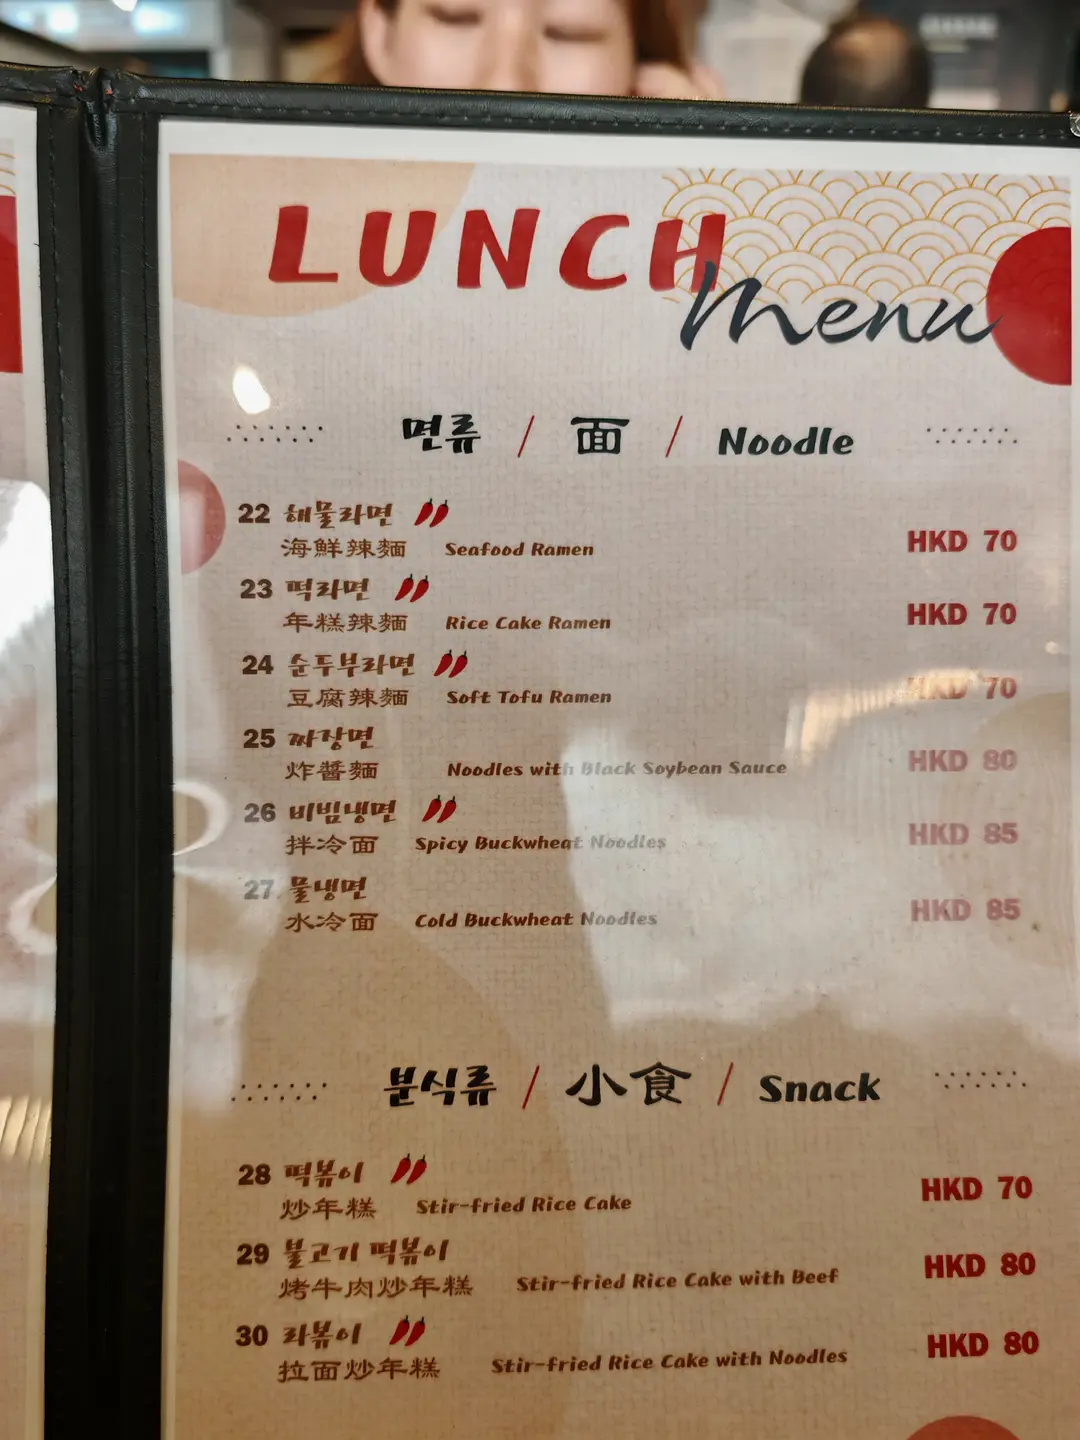 LUNCH
Menu
면류 / 面 / Noodle
22 해물라면
海鮮辣麵 Seafood Ramen HKD 70
23 떡라면
年糕辣麵 Rice Cake Ramen HKD 70
24 순두부라면
豆腐辣麵 Soft Tofu Ramen HKD 70
25 짜장면
炸醬麵 Noodles with Black Soybean Sauce HKD 80
26 비빔냉면
拌冷面 Spicy Buckwheat Noodles HKD 85
27 물냉면
水冷面 Cold Buckwheat Noodles HKD 85
분식류 / 小食 / Snack
28 떡볶이
炒年糕 Stir-fried Rice Cake HKD 70
29 불고기 떡볶이
烤牛肉炒年糕 Stir-fried Rice Cake with Beef HKD 80
30 라볶이
拉面炒年糕 Stir-fried Rice Cake with Noodles HKD 80